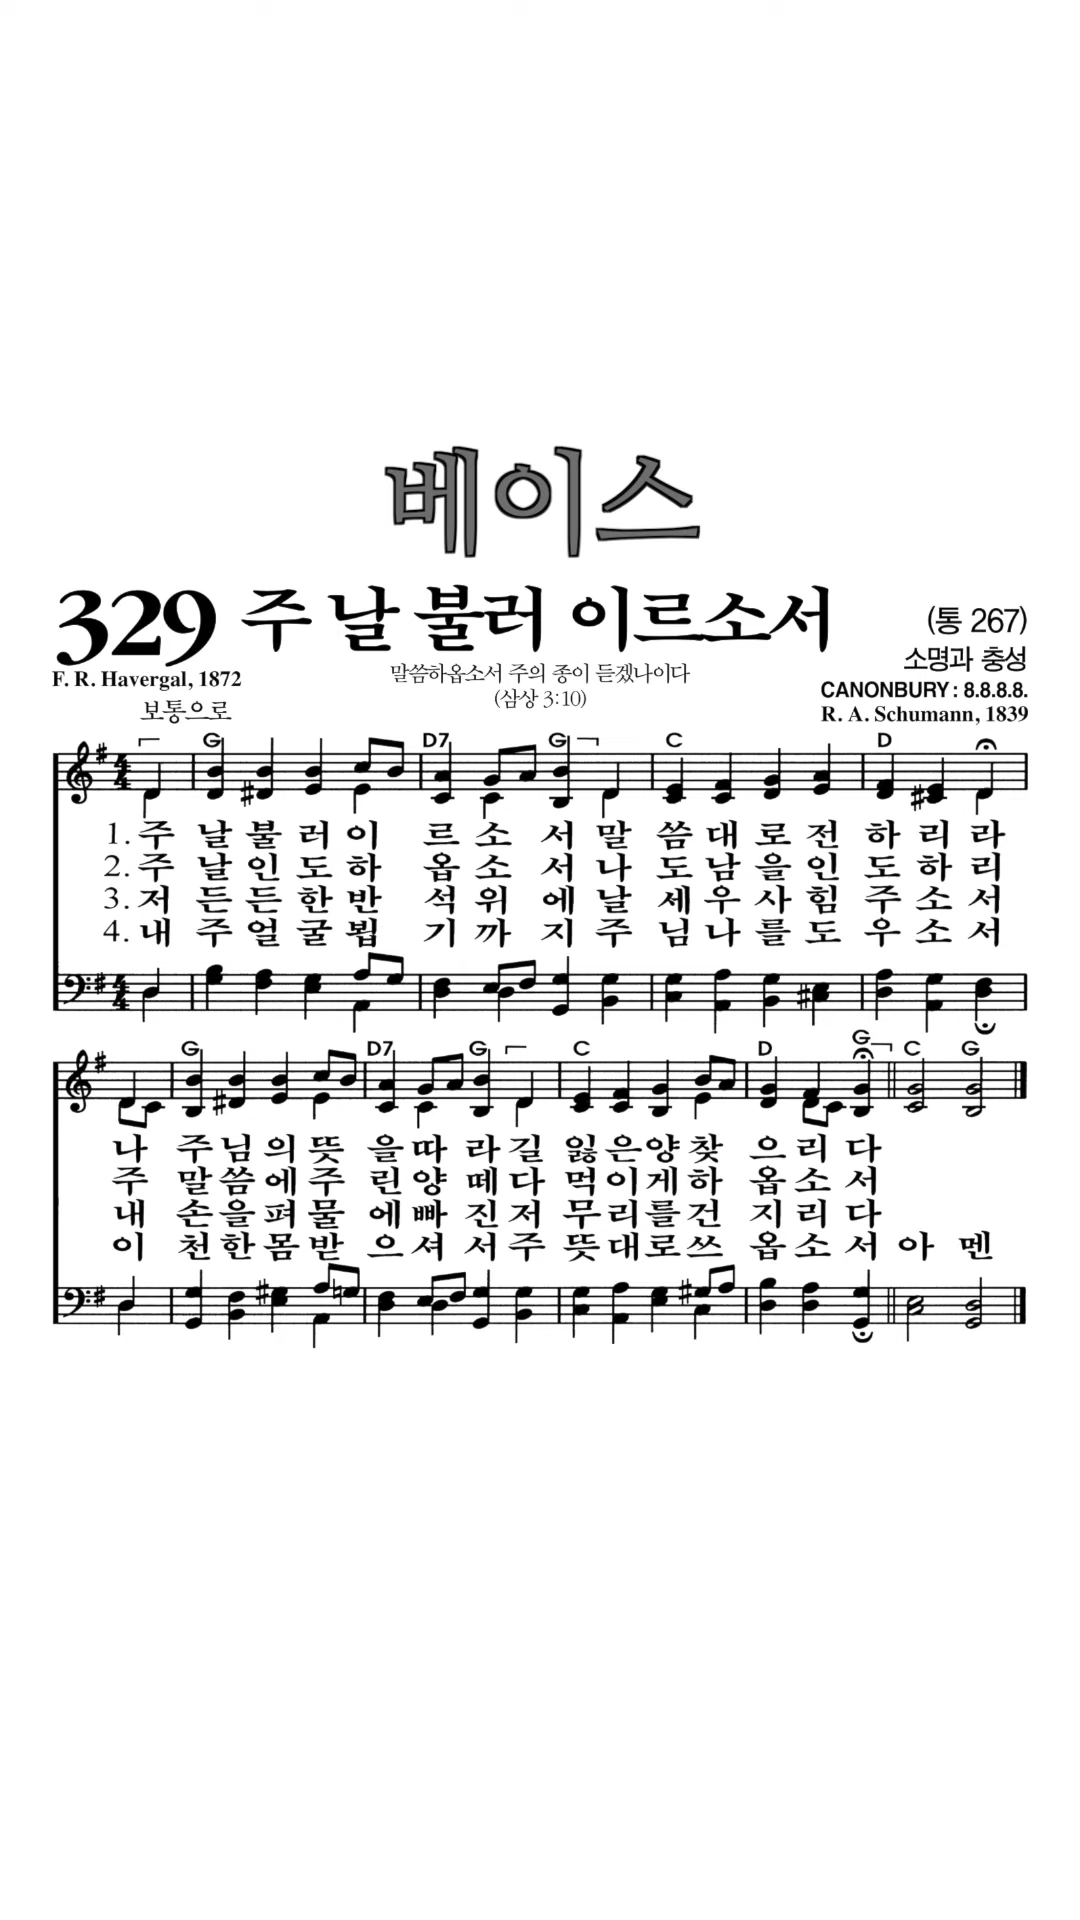 베이스
329 주 날 불러 이르소서 (통 267)
소명과 충성
F. R. Havergal, 1872 말씀하옵소서 주의 종이 듣겠나이다
(삼상 3:10)
CANONBURY : 8.8.8.8.
보통으로 R. A. Schumann, 1839
G D7 G C D
1. 주 날 불 러 이 르 소 서 말 씀 대 로 전 하 리 라
2. 주 날 인 도 하 옵 소 서 나 도 남 을 인 도 하 리
3. 저 든 든 한 반 석 위 에 날 세 우 사 힘 주 소 서
4. 내 주 얼 굴 뵙 기 까 지 주 님 나 를 도 우 소 서
G D7 G C D G C G
나 주 님 의 뜻 을 따 라 길 잃 은 양 찾 으 리 다
주 말 씀 에 주 린 양 떼 다 먹 이 게 하 옵 소 서
내 손 을 펴 물 에 빠 진 저 무 리 를 건 지 리 다
이 천 한 몸 받 으 셔 서 주 뜻 대 로 쓰 옵 소 서 아 멘